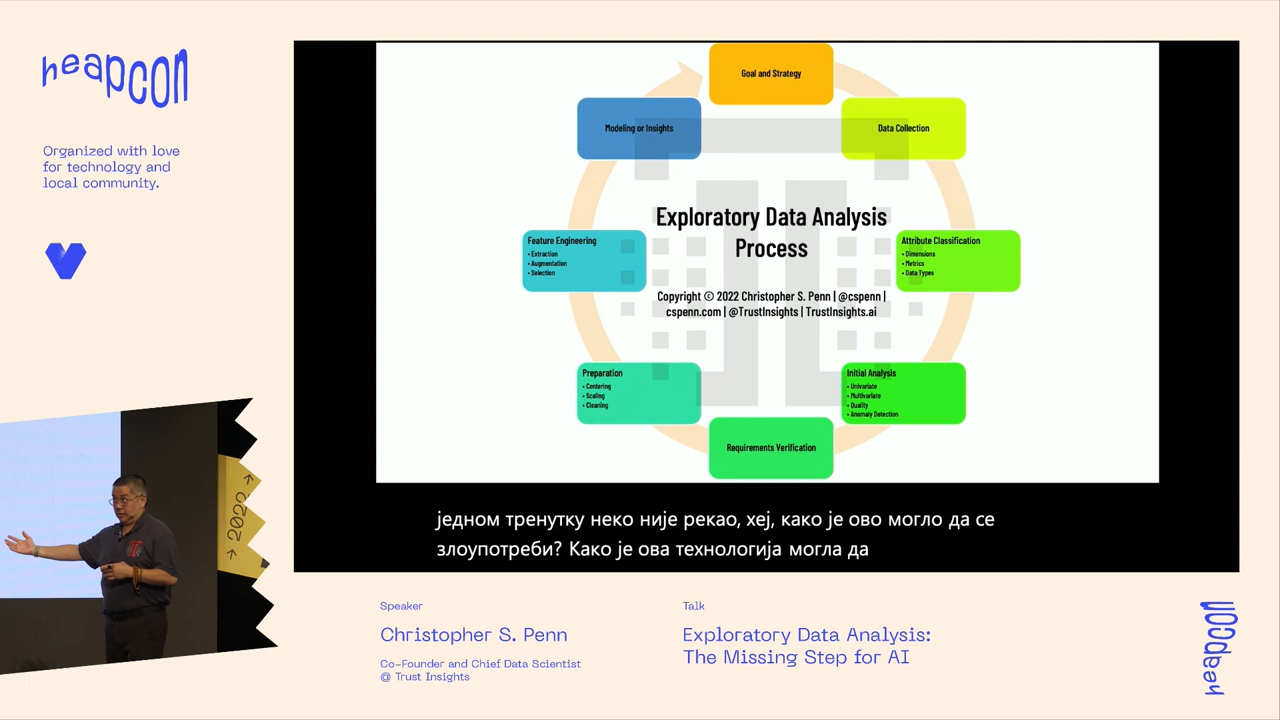 heapcon
Organized with love
for technology and
local community.
Goal and Strategy
Modeling or Insights
Data Collection
Exploratory Data Analysis
Process
Feature Engineering
• Extraction
• Augmentation
• Selection
Attribute Classification
• Dimensions
• Metrics
• Data Types
Copyright © 2022 Christopher S. Penn | @cspenn |
cspenn.com | @TrustInsights | TrustInsights.ai
Preparation
• Centering
• Scaling
• Cleaning
Initial Analysis
• Univariate
• Multivariate
• Quality
• Anomaly Detection
Requirements Verification
једном тренутку неко није рекао, хеј, како је ово могло да се
злоупотреби? Како је ова технологија могла да
→ 2020 →
Speaker
Christopher S. Penn
Co-Founder and Chief Data Scientist
@ Trust Insights
Talk
Exploratory Data Analysis:
The Missing Step for AI
heapcon